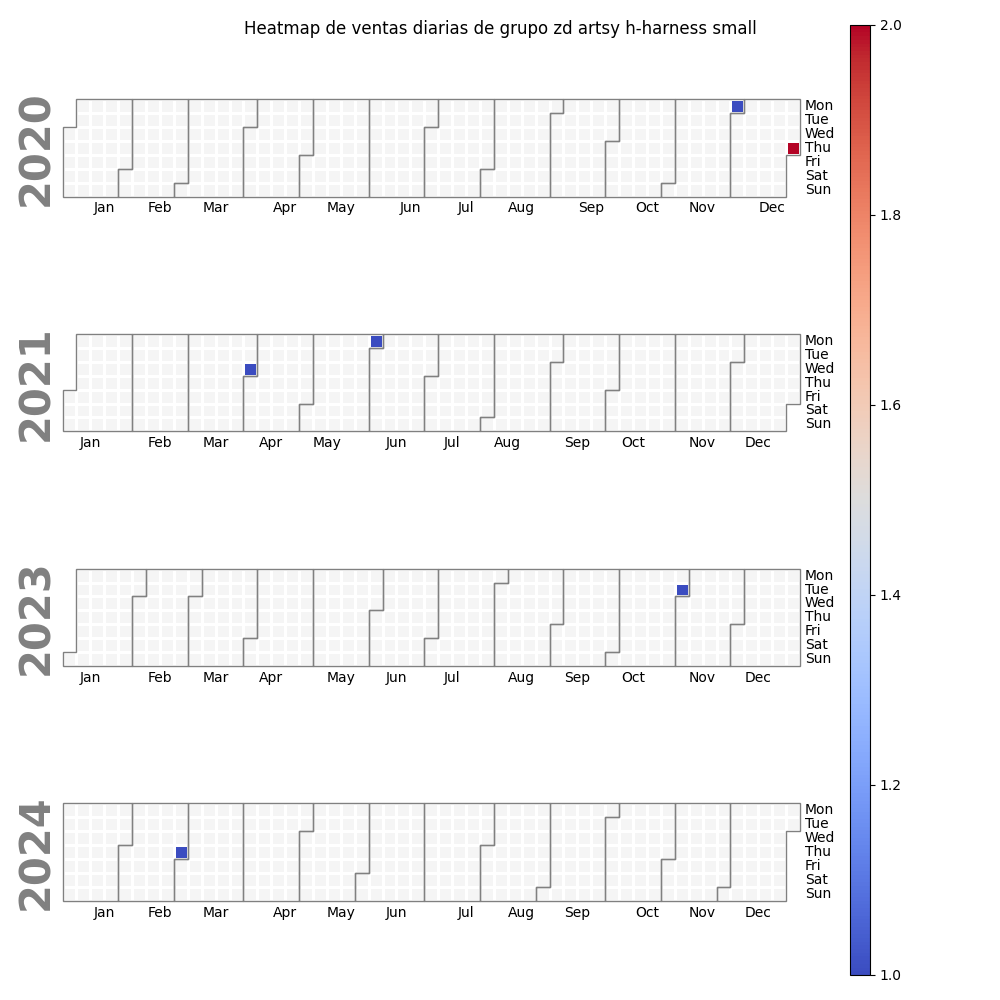 Heatmap de ventas diarias de grupo zd artsy h-harness small
2020
Mon
Tue
Wed
Thu
Fri
Sat
Sun
Jan Feb Mar Apr May Jun Jul Aug Sep Oct Nov Dec
2021
Mon
Tue
Wed
Thu
Fri
Sat
Sun
Jan Feb Mar Apr May Jun Jul Aug Sep Oct Nov Dec
2023
Mon
Tue
Wed
Thu
Fri
Sat
Sun
Jan Feb Mar Apr May Jun Jul Aug Sep Oct Nov Dec
2024
Mon
Tue
Wed
Thu
Fri
Sat
Sun
Jan Feb Mar Apr May Jun Jul Aug Sep Oct Nov Dec
2.0
1.8
1.6
1.4
1.2
1.0